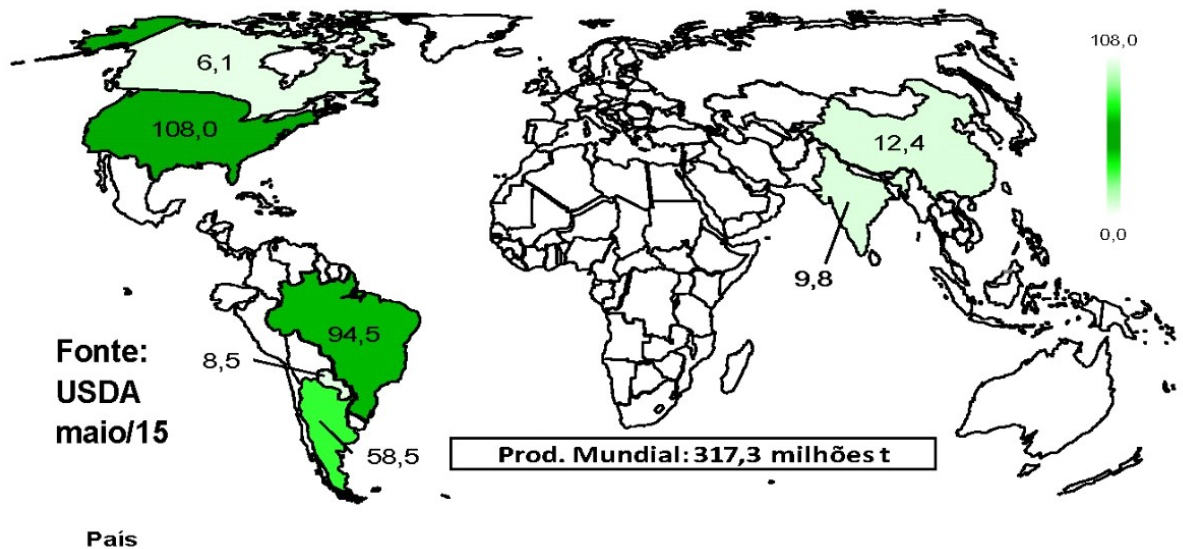 108,0
6,1
108,0
12,4
0,0
9,8
94,5
8,5
Fonte:
USDA
maio/15
58,5
Prod. Mundial: 317,3 milhões t
País